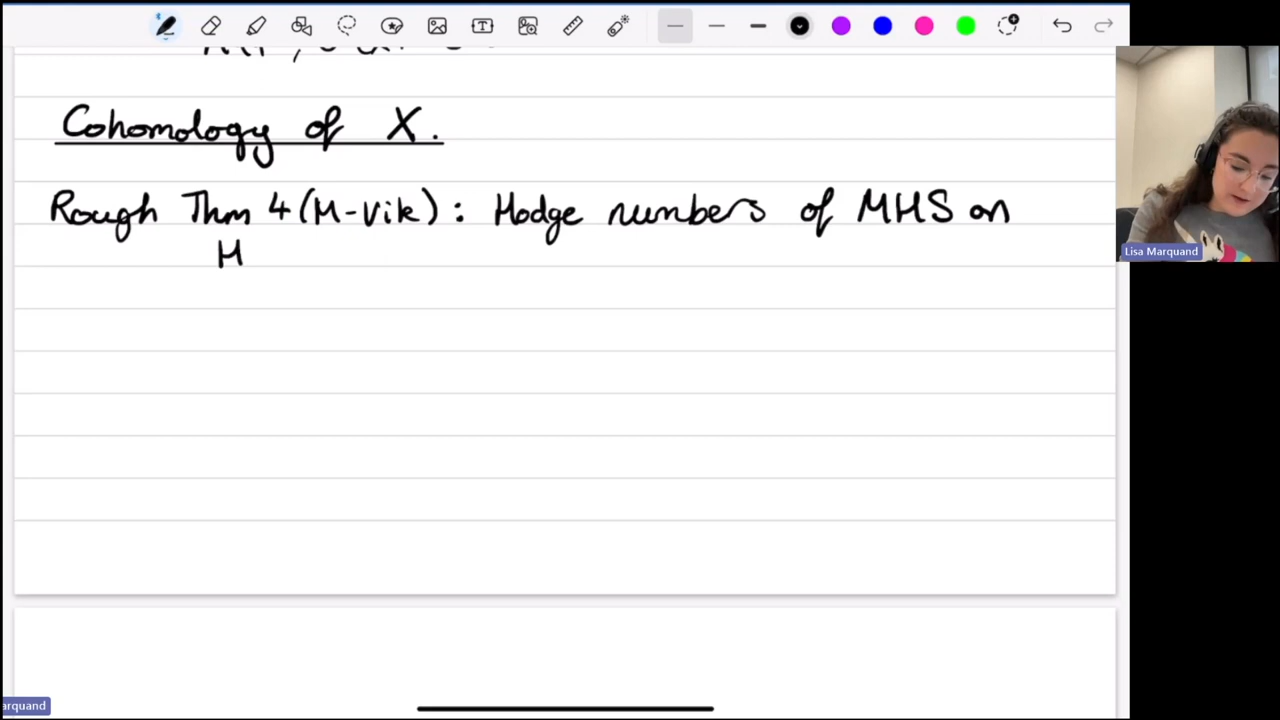 Cohomology of X.
Rough Thm 4 (M-Vik) : Hodge numbers of MHS on
H
Lisa Marquand
arquand